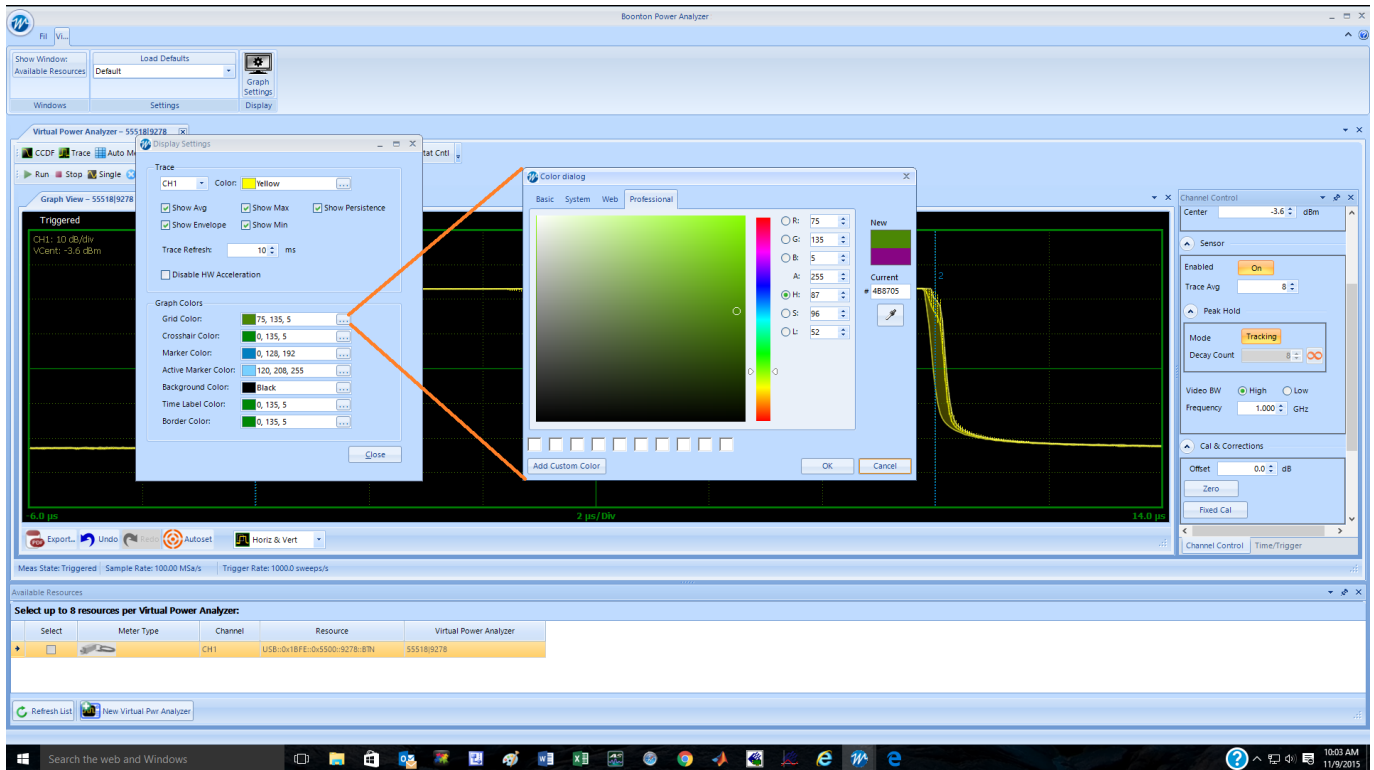 Boonton Power Analyzer
Fil Vi...
Show Window:
Available Resources
Load Defaults
Default
Graph
Settings
Windows Settings Display
Virtual Power Analyzer – 55518|9278
CCDF Trace Auto M
tat Cntl
Run Stop Single
Graph View – 55518|9278
Triggered
CH1: 10 dB/div
VCent: -3.6 dBm
2
-6.0 µs 2 µs/Div 14.0 µs
Display Settings
Trace
CH1 Color: Yellow ...
Show Avg Show Max Show Persistence
Show Envelope Show Min
Trace Refresh: 10 ms
Disable HW Acceleration
Graph Colors
Grid Color: 75, 135, 5 ...
Crosshair Color: 0, 135, 5 ...
Marker Color: 0, 128, 192 ...
Active Marker Color: 120, 208, 255 ...
Background Color: Black ...
Time Label Color: 0, 135, 5 ...
Border Color: 0, 135, 5 ...
Close
Color dialog
Basic System Web Professional
R: 75
G: 135
B: 5
A: 255
H: 87
S: 96
L: 52
New
Current
# 4B8705
Add Custom Color OK Cancel
Channel Control
Center -3.6 dBm
Sensor
Enabled On
Trace Avg 8
Peak Hold
Mode Tracking
Decay Count 8
Video BW High Low
Frequency 1.000 GHz
Cal & Corrections
Offset 0.0 dB
Zero
Fixed Cal
Channel Control Time/Trigger
Export... Undo Redo Autoset Horiz & Vert
Meas State: Triggered Sample Rate: 100.00 MSa/s Trigger Rate: 1000.0 sweeps/s
Available Resources
Select up to 8 resources per Virtual Power Analyzer:
Select Meter Type Channel Resource Virtual Power Analyzer
CH1 USB::0x1BFE::0x5500::9278::BTN 55518|9278
Refresh List New Virtual Pwr Analyzer
Search the web and Windows
10:03 AM
11/9/2015